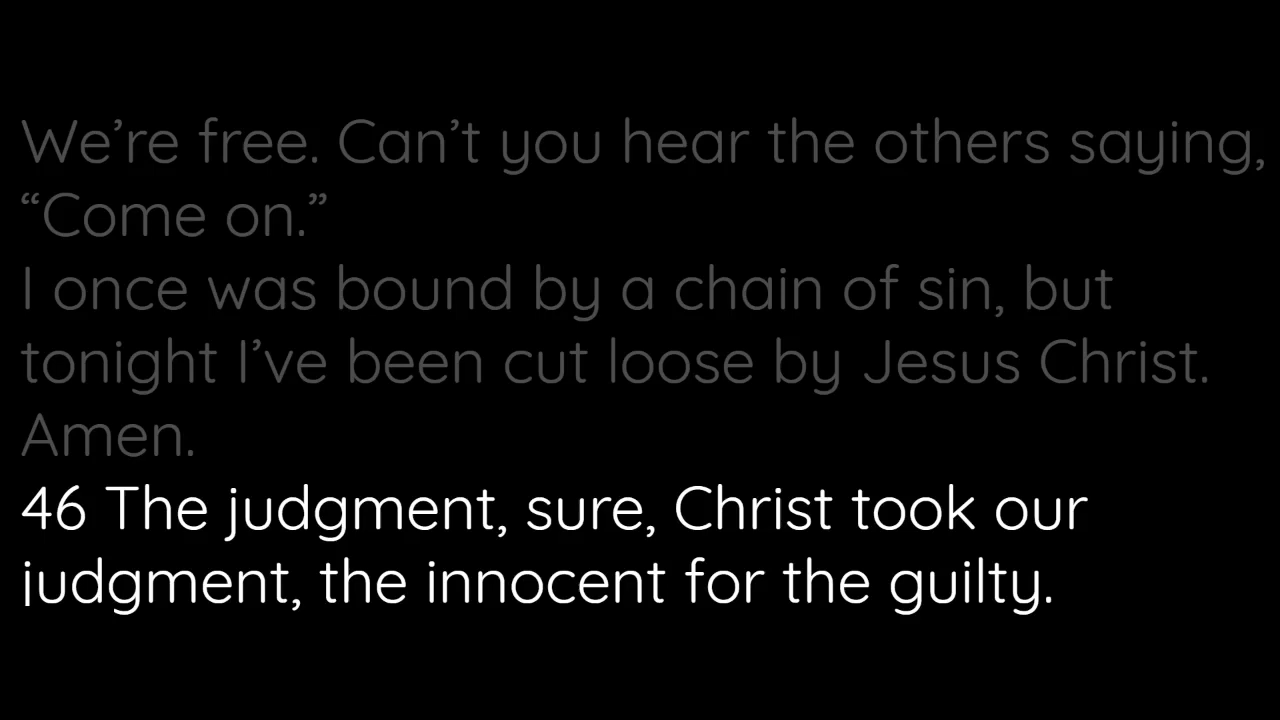 We’re free. Can’t you hear the others saying,
“Come on.”
I once was bound by a chain of sin, but
tonight I’ve been cut loose by Jesus Christ.
Amen.
46 The judgment, sure, Christ took our
judgment, the innocent for the guilty.